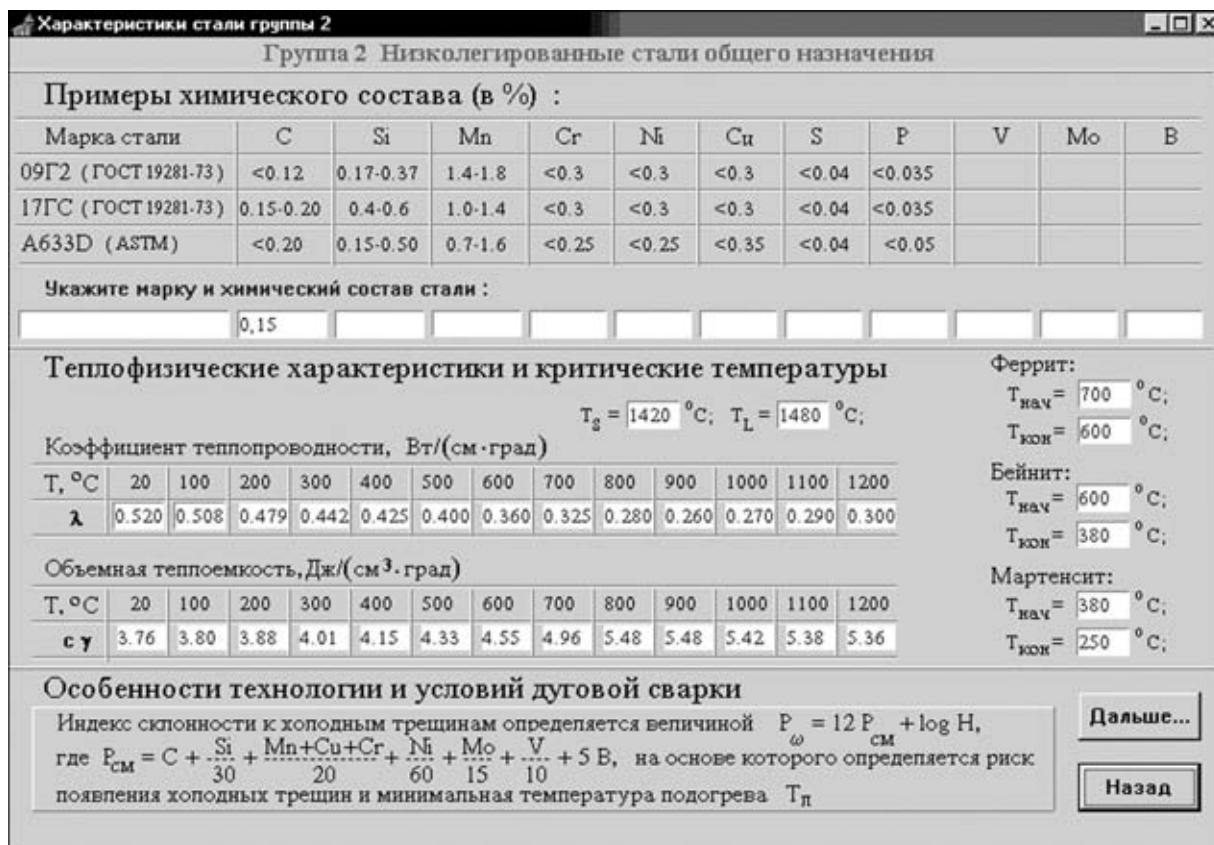 Характеристики стали группы 2
Группа 2 Низколегированные стали общего назначения
Примеры химического состава (в %) :
Марка стали C Si Mn Cr Ni Cu S P V Mo B
09Г2 (ГОСТ 19281-73) <0.12 0.17-0.37 1.4-1.8 <0.3 <0.3 <0.3 <0.04 <0.035
17ГС (ГОСТ 19281-73) 0.15-0.20 0.4-0.6 1.0-1.4 <0.3 <0.3 <0.3 <0.04 <0.035
A633D (ASTM) <0.20 0.15-0.50 0.7-1.6 <0.25 <0.25 <0.35 <0.04 <0.05
Укажите марку и химический состав стали :
0,15
Теплофизические характеристики и критические температуры
T_S = 1420 °C; T_L = 1480 °C;
Коэффициент теплопроводности, Вт/(см·град)
T, °C 20 100 200 300 400 500 600 700 800 900 1000 1100 1200
λ 0.520 0.508 0.479 0.442 0.425 0.400 0.360 0.325 0.280 0.260 0.270 0.290 0.300
Объемная теплоемкость, Дж/(см³·град)
T, °C 20 100 200 300 400 500 600 700 800 900 1000 1100 1200
cγ 3.76 3.80 3.88 4.01 4.15 4.33 4.55 4.96 5.48 5.48 5.42 5.38 5.36
Феррит:
T_нач= 700 °C;
T_кон= 600 °C;
Бейнит:
T_нач= 600 °C;
T_кон= 380 °C;
Мартенсит:
T_нач= 380 °C;
T_кон= 250 °C;
Особенности технологии и условий дуговой сварки
Индекс склонности к холодным трещинам определяется величиной P_ω = 12 P_см + log H,
где P_см = C + Si/30 + Mn+Cu+Cr/20 + Ni/60 + Mo/15 + V/10 + 5 B, на основе которого определяется риск
появления холодных трещин и минимальная температура подогрева T_п
Дальше...
Назад